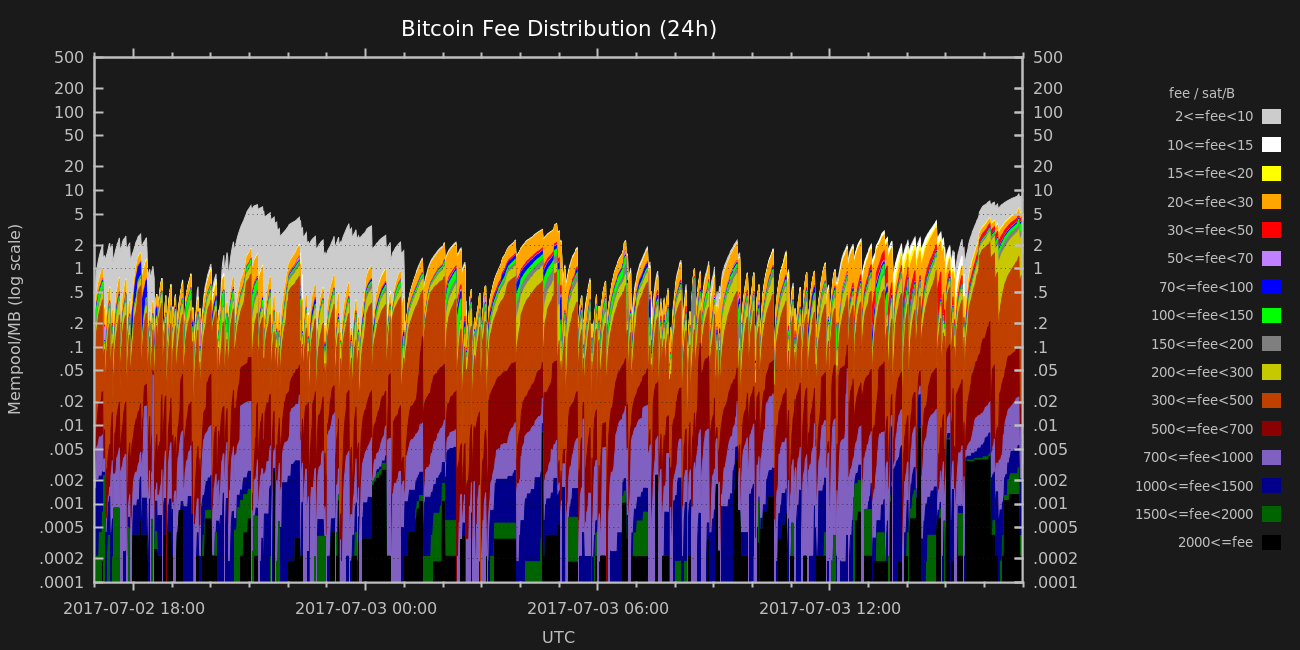 Bitcoin Fee Distribution (24h)
500
200
100
50
20
10
5
2
1
.5
.2
.1
.05
.02
.01
.005
.002
.001
.0005
.0002
.0001
Mempool/MB (log scale)
500
200
100
50
20
10
5
2
1
.5
.2
.1
.05
.02
.01
.005
.002
.001
.0005
.0002
.0001
2017-07-02 18:00
2017-07-03 00:00
2017-07-03 06:00
2017-07-03 12:00
UTC
fee / sat/B
2<=fee<10
10<=fee<15
15<=fee<20
20<=fee<30
30<=fee<50
50<=fee<70
70<=fee<100
100<=fee<150
150<=fee<200
200<=fee<300
300<=fee<500
500<=fee<700
700<=fee<1000
1000<=fee<1500
1500<=fee<2000
2000<=fee